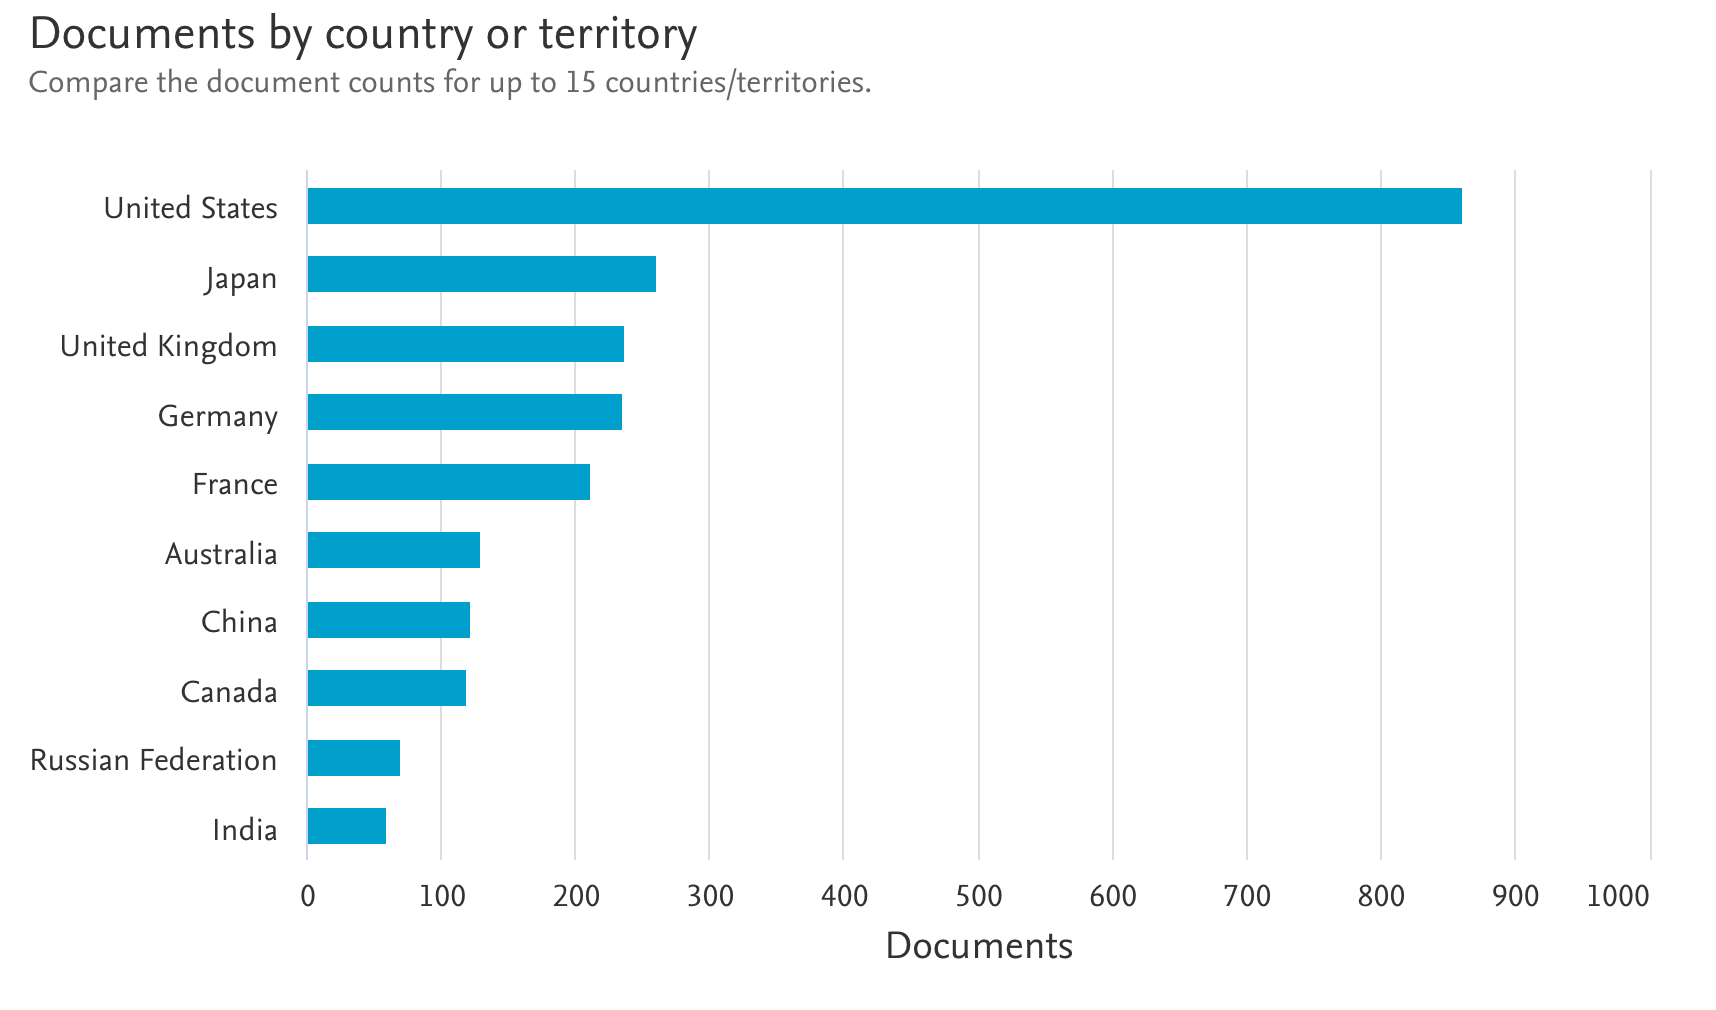 Documents by country or territory
Compare the document counts for up to 15 countries/territories.
United States
Japan
United Kingdom
Germany
France
Australia
China
Canada
Russian Federation
India
0 100 200 300 400 500 600 700 800 900 1000
Documents